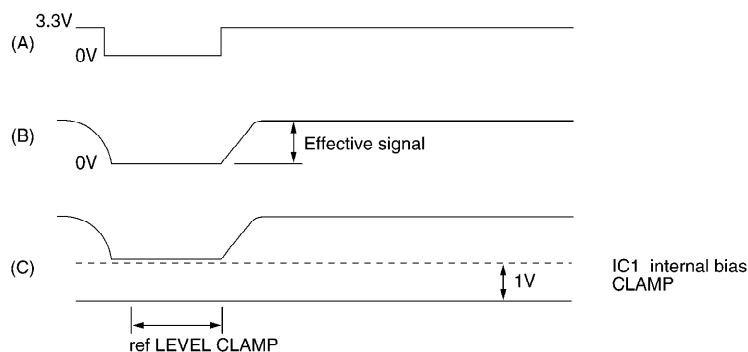 3.3V
(A)
0V
(B)
Effective signal
0V
(C)
IC1 internal bias
CLAMP
1V
ref LEVEL CLAMP